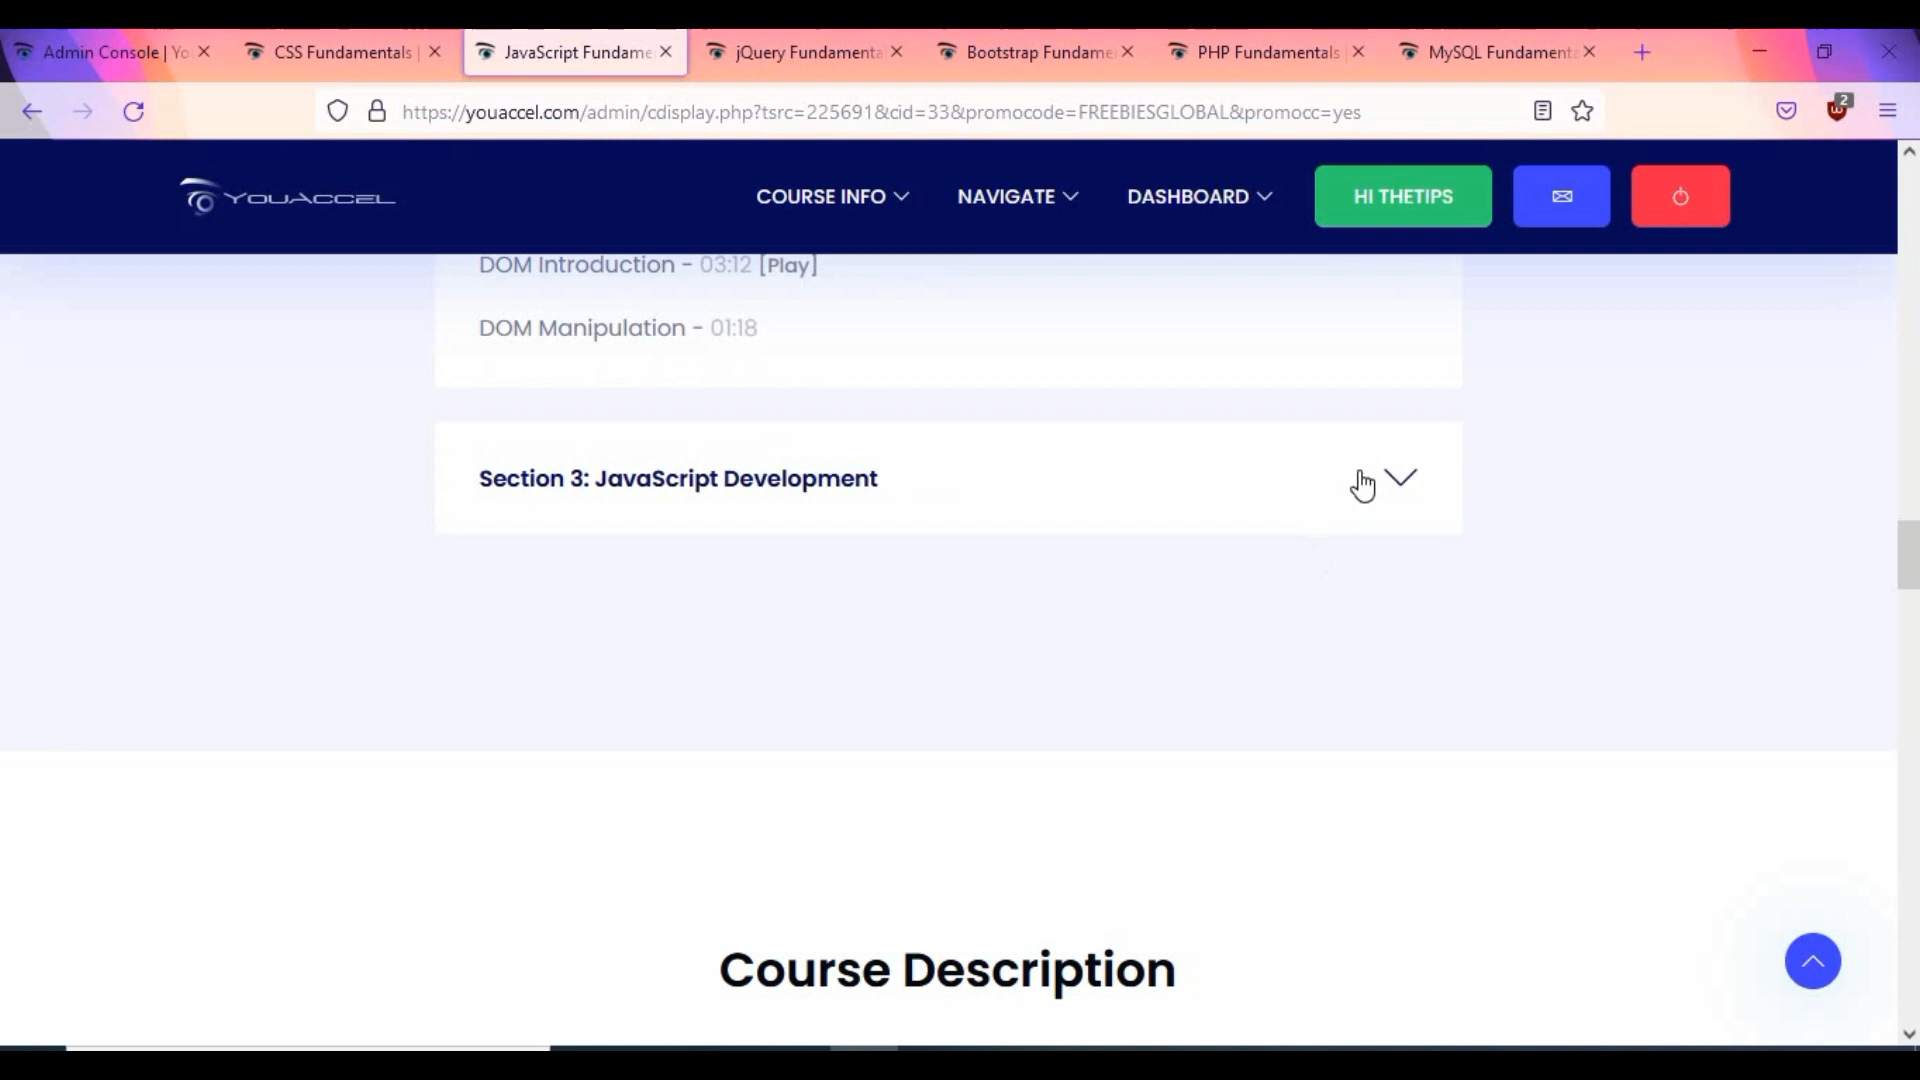 Admin Console | Yo
CSS Fundamentals |
JavaScript Fundame
jQuery Fundamenta
Bootstrap Fundame
PHP Fundamentals |
MySQL Fundamenta
https://youaccel.com/admin/cdisplay.php?tsrc=225691&cid=33&promocode=FREEBIESGLOBAL&promocc=yes
2
YOUACCEL
COURSE INFO
NAVIGATE
DASHBOARD
HI THETIPS
DOM Introduction - 03:12 [Play]
DOM Manipulation - 01:18
Section 3: JavaScript Development
Course Description